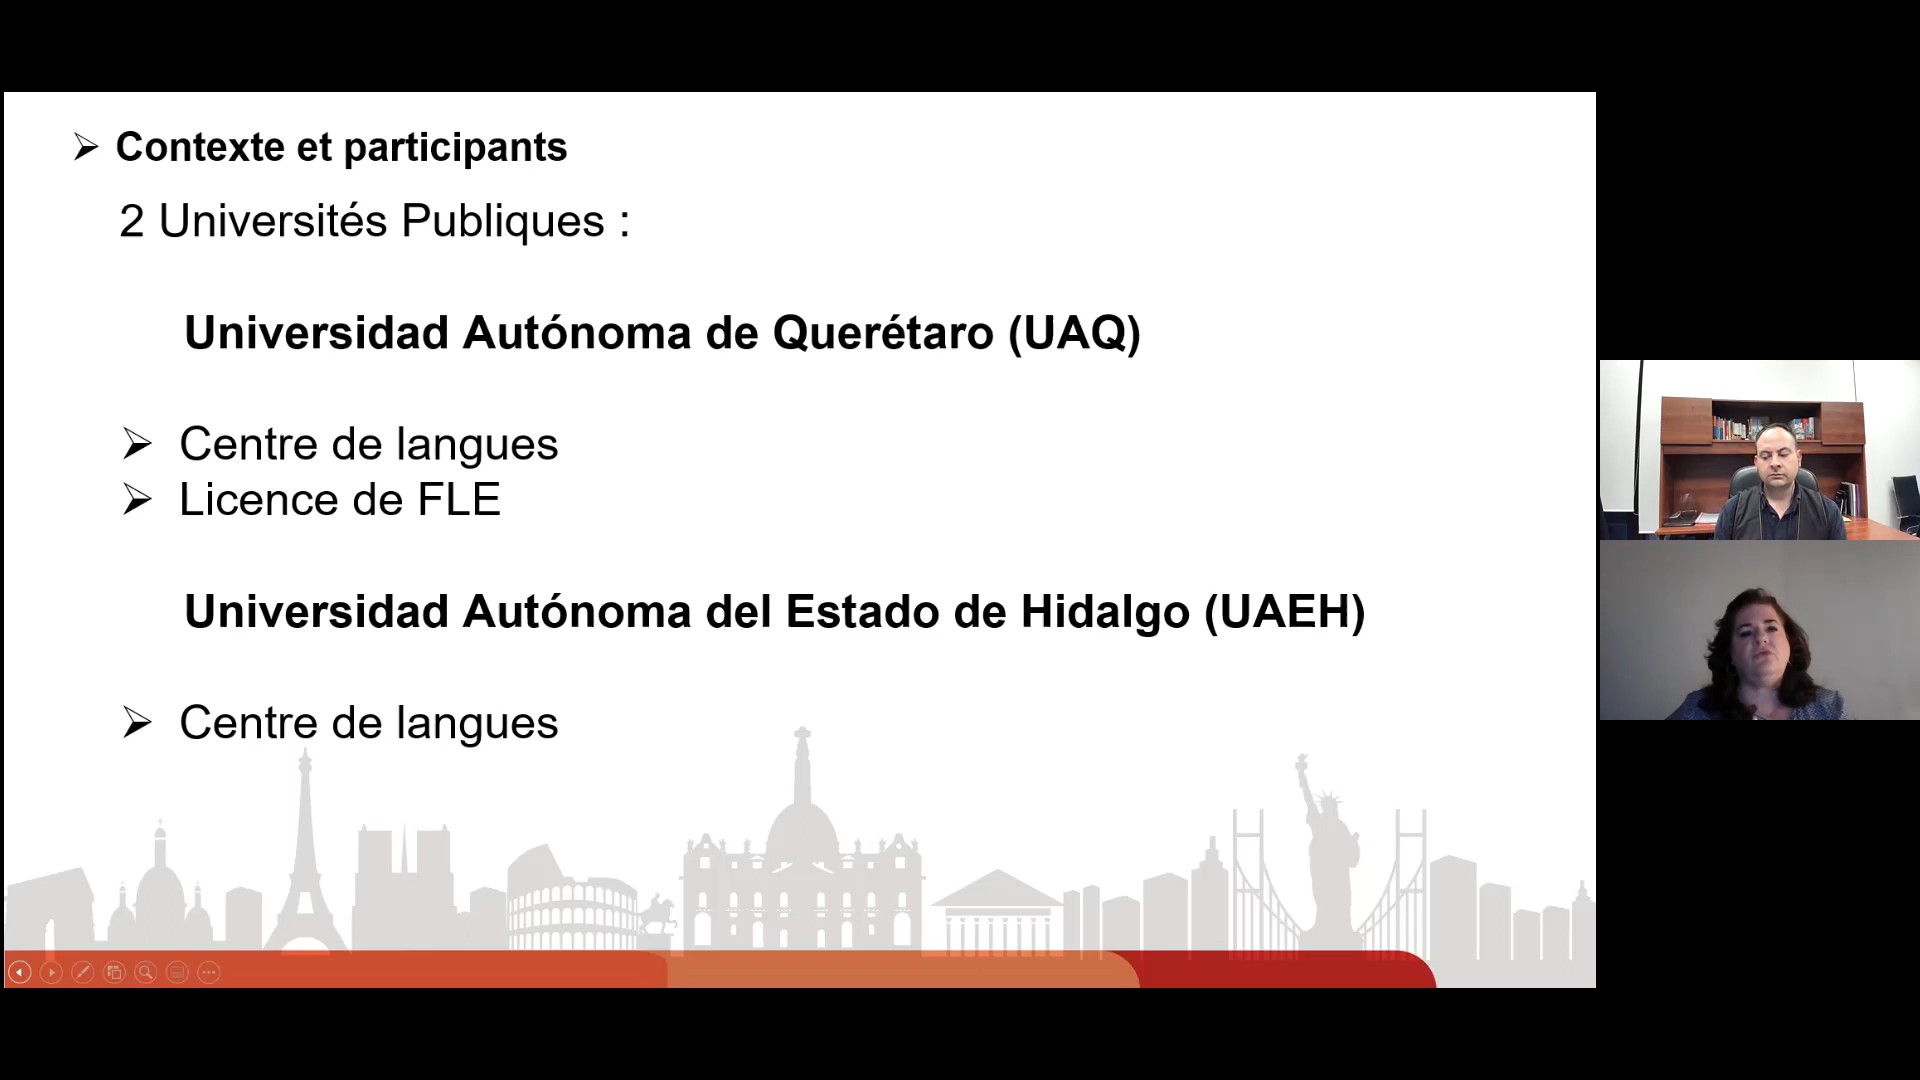 Contexte et participants
2 Universités Publiques :
Universidad Autónoma de Querétaro (UAQ)
Centre de langues
Licence de FLE
Universidad Autónoma del Estado de Hidalgo (UAEH)
Centre de langues